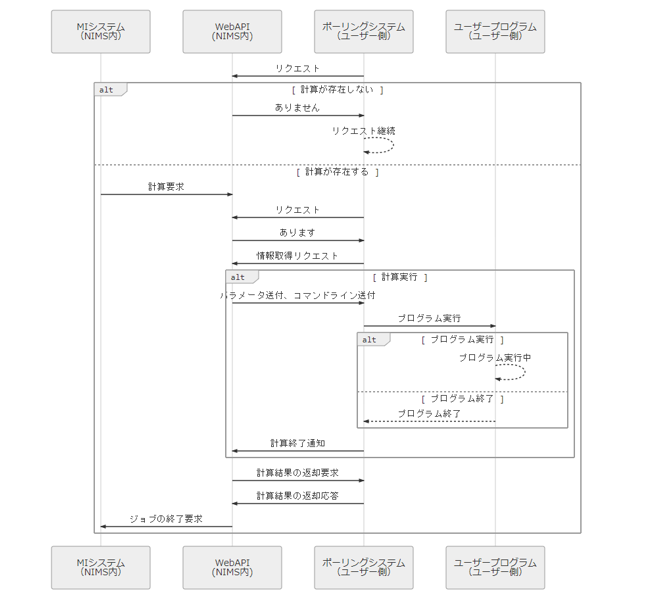 MIシステム
(NIMS内)
WebAPI
(NIMS内)
ポーリングシステム
(ユーザー側)
ユーザープログラム
(ユーザー側)
リクエスト
alt
[ 計算が存在しない ]
ありません
リクエスト継続
[ 計算が存在する ]
計算要求
リクエスト
あります
情報取得リクエスト
alt
[ 計算実行 ]
パラメータ送付、コマンドライン送付
プログラム実行
alt
[ プログラム実行 ]
プログラム実行中
[ プログラム終了 ]
プログラム終了
計算終了通知
計算結果の返却要求
計算結果の返却応答
ジョブの終了要求
MIシステム
(NIMS内)
WebAPI
(NIMS内)
ポーリングシステム
(ユーザー側)
ユーザープログラム
(ユーザー側)